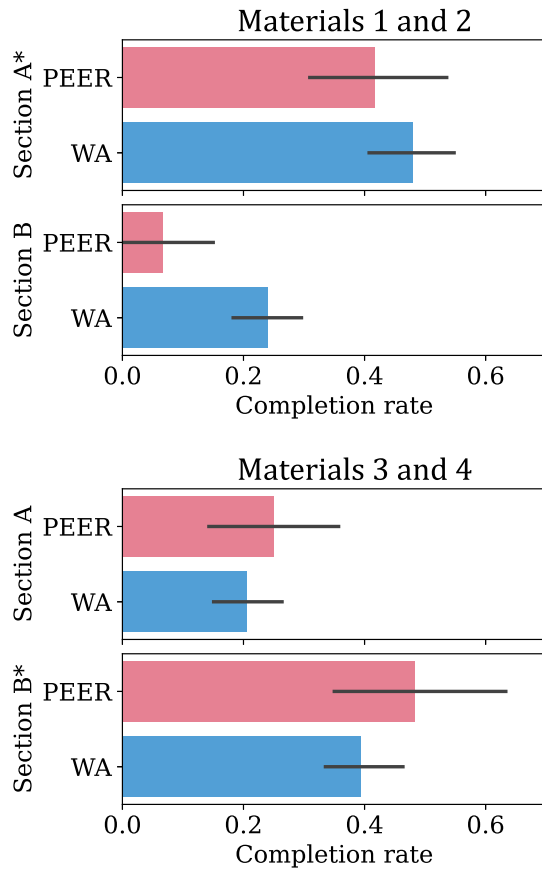 Materials 1 and 2
Section A*
PEER
WA
Section B
PEER
WA
0.0 0.2 0.4 0.6
Completion rate
Materials 3 and 4
Section A
PEER
WA
Section B*
PEER
WA
0.0 0.2 0.4 0.6
Completion rate